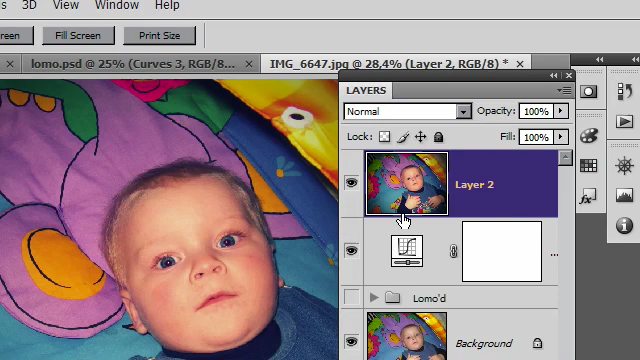 s 3D View Window Help
reen Fill Screen Print Size
× lomo.psd @ 25% (Curves 3, RGB/8... × IMG_6647.jpg @ 28,4% (Layer 2, RGB/8) * ×
LAYERS
Normal Opacity: 100%
Lock: Fill: 100%
Layer 2
...
Lomo'd
Background